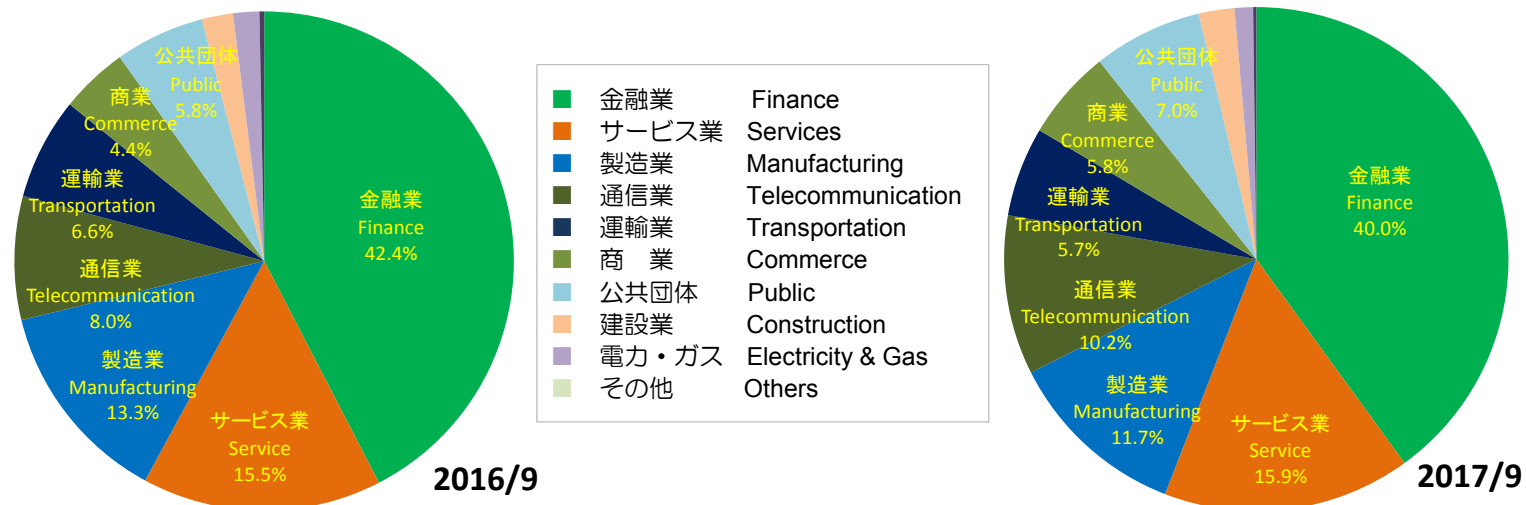 公共団体
Public
5.8%
商業
Commerce
4.4%
運輸業
Transportation
6.6%
通信業
Telecommunication
8.0%
製造業
Manufacturing
13.3%
サービス業
Service
15.5%
金融業
Finance
42.4%
2016/9
金融業 Finance
サービス業 Services
製造業 Manufacturing
通信業 Telecommunication
運輸業 Transportation
商　業 Commerce
公共団体 Public
建設業 Construction
電力・ガス Electricity & Gas
その他 Others
公共団体
Public
7.0%
商業
Commerce
5.8%
運輸業
Transportation
5.7%
通信業
Telecommunication
10.2%
製造業
Manufacturing
11.7%
サービス業
Service
15.9%
金融業
Finance
40.0%
2017/9